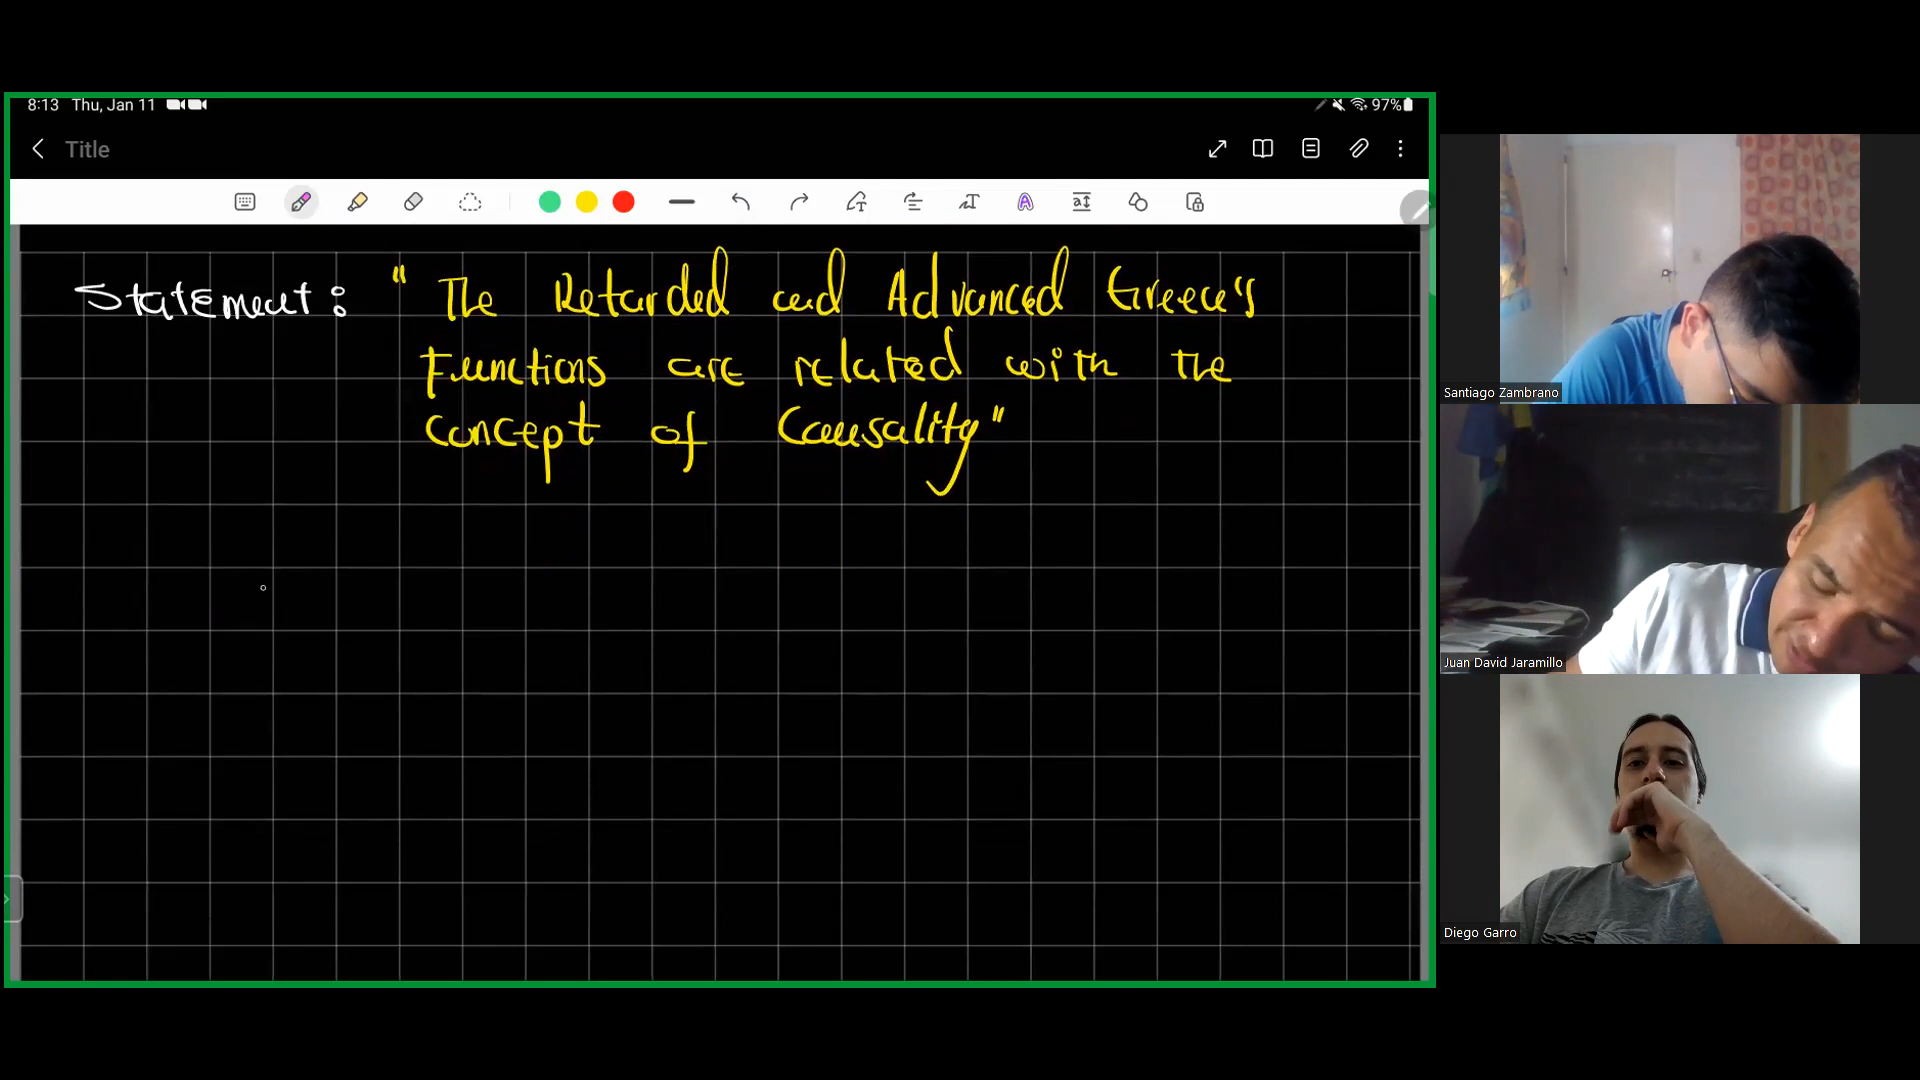 8:13 Thu, Jan 11
97%
Title
Statement: "The Retarded and Advanced Green's
Functions are related with the
concept of Causality"
Santiago Zambrano
Juan David Jaramillo
Diego Garro